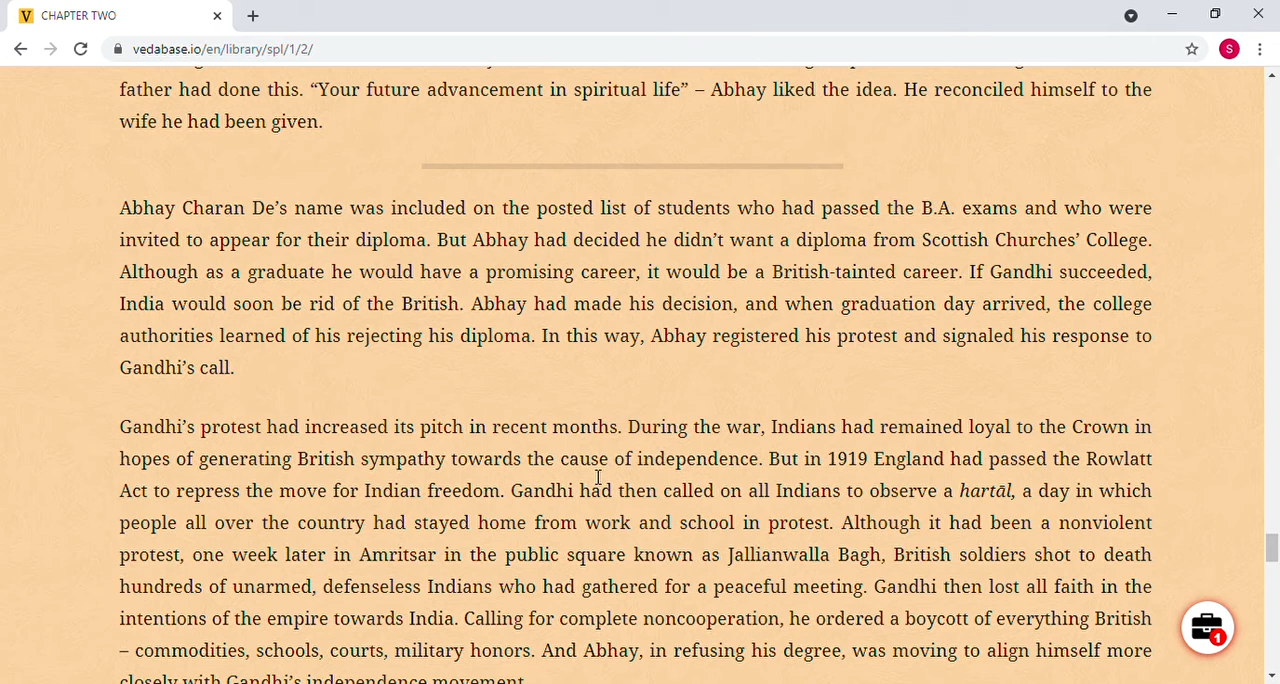 V CHAPTER TWO
vedabase.io/en/library/spl/1/2/
S
father had done this. “Your future advancement in spiritual life” – Abhay liked the idea. He reconciled himself to the
wife he had been given.
Abhay Charan De’s name was included on the posted list of students who had passed the B.A. exams and who were
invited to appear for their diploma. But Abhay had decided he didn’t want a diploma from Scottish Churches’ College.
Although as a graduate he would have a promising career, it would be a British-tainted career. If Gandhi succeeded,
India would soon be rid of the British. Abhay had made his decision, and when graduation day arrived, the college
authorities learned of his rejecting his diploma. In this way, Abhay registered his protest and signaled his response to
Gandhi’s call.
Gandhi’s protest had increased its pitch in recent months. During the war, Indians had remained loyal to the Crown in
hopes of generating British sympathy towards the cause of independence. But in 1919 England had passed the Rowlatt
Act to repress the move for Indian freedom. Gandhi had then called on all Indians to observe a hartāl, a day in which
people all over the country had stayed home from work and school in protest. Although it had been a nonviolent
protest, one week later in Amritsar in the public square known as Jallianwalla Bagh, British soldiers shot to death
hundreds of unarmed, defenseless Indians who had gathered for a peaceful meeting. Gandhi then lost all faith in the
intentions of the empire towards India. Calling for complete noncooperation, he ordered a boycott of everything British
– commodities, schools, courts, military honors. And Abhay, in refusing his degree, was moving to align himself more
closely with Gandhi’s independence movement.
1